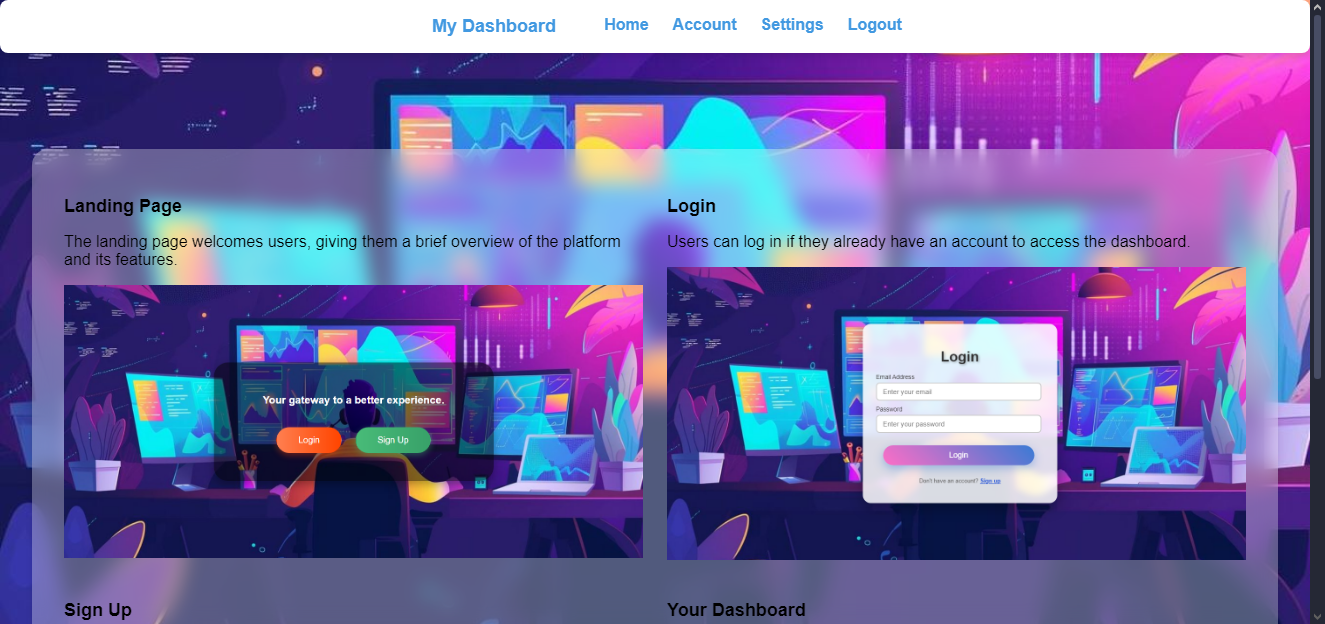 My Dashboard Home Account Settings Logout
Landing Page
The landing page welcomes users, giving them a brief overview of the platform
and its features.
Your gateway to a better experience.
Login Sign Up
Login
Users can log in if they already have an account to access the dashboard.
Login
Email Address
Enter your email
Password
Enter your password
Login
Don't have an account? Sign up
Sign Up
Your Dashboard